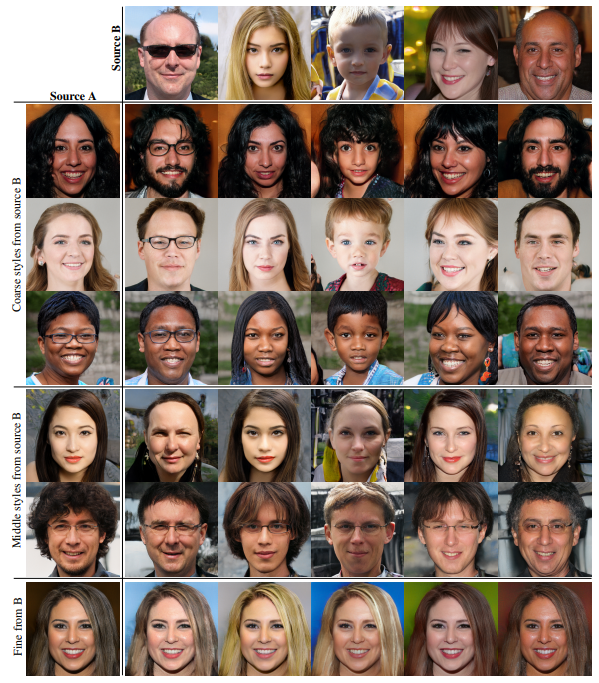 Source B
Source A
Coarse styles from source B
Middle styles from source B
Fine from B